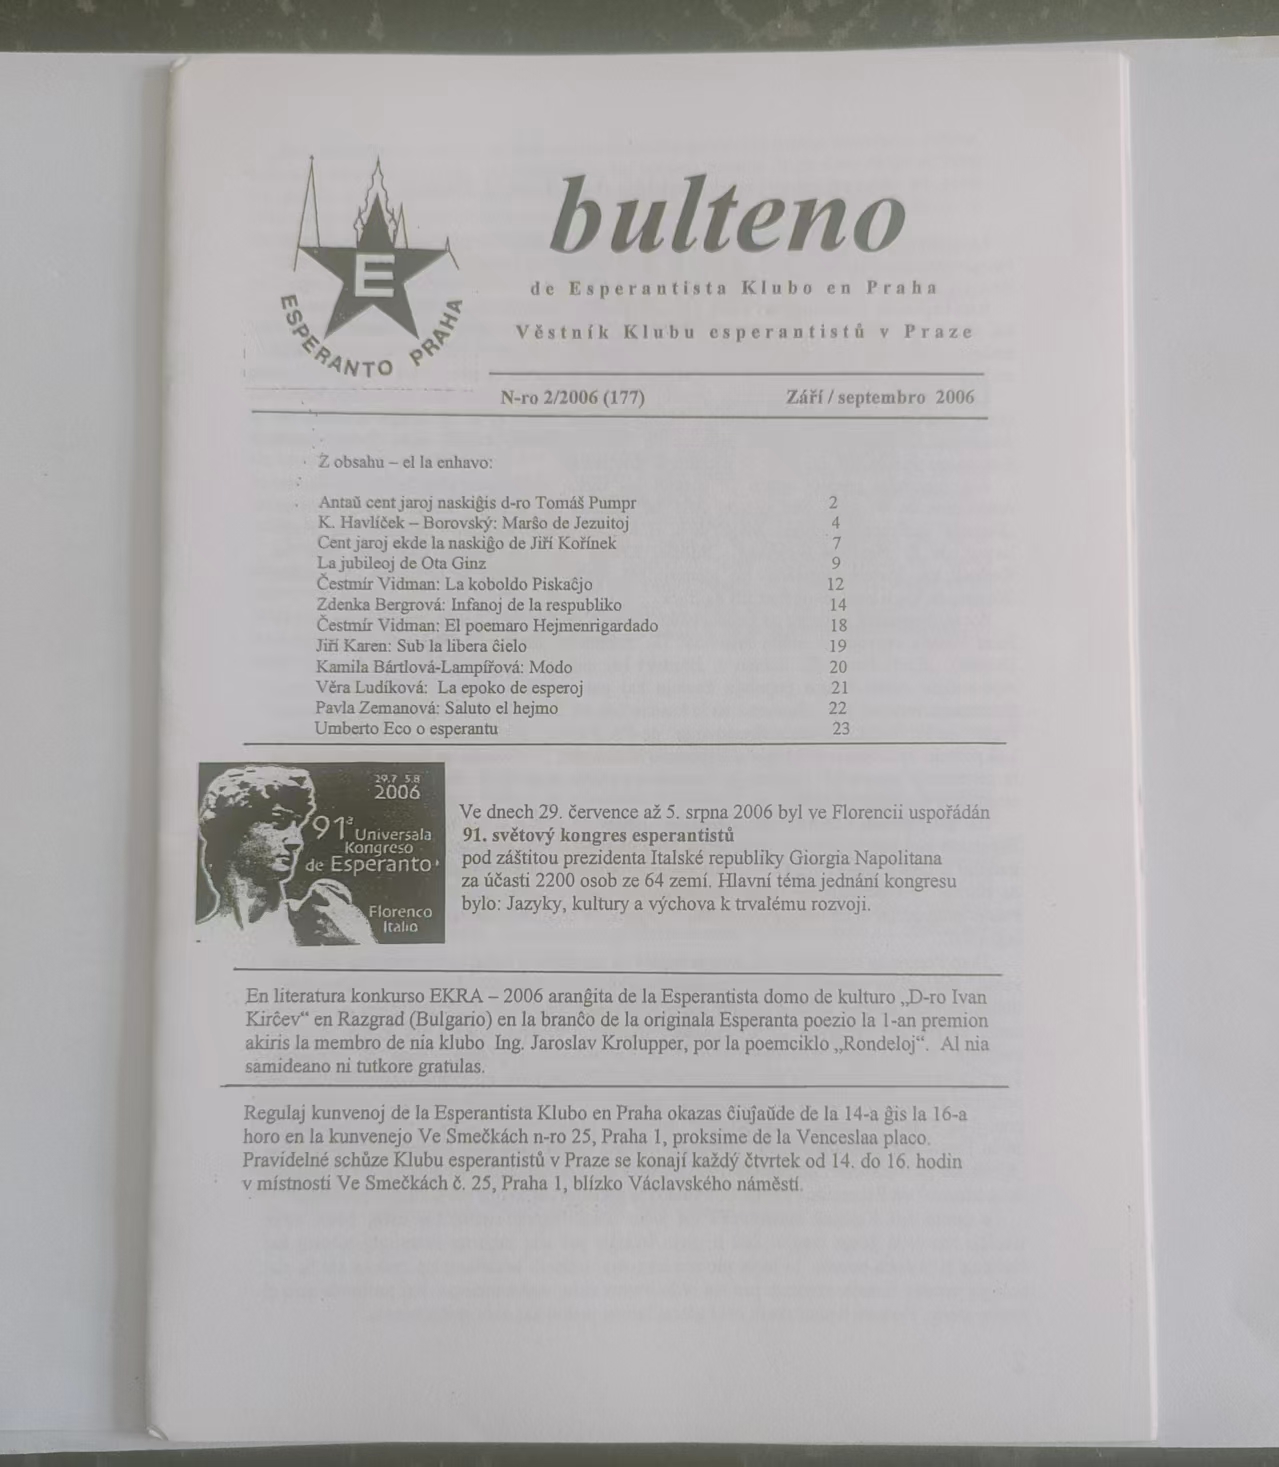 E
ESPERANTO PRAHA
bulteno
de Esperantista Klubo en Praha
Věstník Klubu esperantistů v Praze
N-ro 2/2006 (177) Září / septembro 2006
Z obsahu – el la enhavo:
Antaŭ cent jaroj naskiĝis d-ro Tomáš Pumpr 2
K. Havlíček – Borovský: Marŝo de Jezuitoj 4
Cent jaroj ekde la naskiĝo de Jiří Kořínek 7
La jubileoj de Ota Ginz 9
Čestmír Vidman: La koboldo Piskaĉjo 12
Zdenka Bergrová: Infanoj de la respubliko 14
Čestmír Vidman: El poemaro Hejmenrigardado 18
Jiří Karen: Sub la libera ĉielo 19
Kamila Bártlová-Lampířová: Modo 20
Věra Ludíková: La epoko de esperoj 21
Pavla Zemanová: Saluto el hejmo 22
Umberto Eco o esperantu 23
29.7 5.8
2006
91a Universala
Kongreso
de Esperanto
Florenco
Italio
Ve dnech 29. července až 5. srpna 2006 byl ve Florencii uspořádán
91. světový kongres esperantistů
pod záštitou prezidenta Italské republiky Giorgia Napolitana
za účasti 2200 osob ze 64 zemí. Hlavní téma jednání kongresu
bylo: Jazyky, kultury a výchova k trvalému rozvoji.
En literatura konkurso EKRA – 2006 aranĝita de la Esperantista domo de kulturo „D-ro Ivan
Kirĉev“ en Razgrad (Bulgario) en la branĉo de la originala Esperanta poezio la 1-an premion
akiris la membro de nia klubo Ing. Jaroslav Krolupper, por la poemciklo „Rondeloj“. Al nia
samideano ni tutkore gratulas.
Regulaj kunvenoj de la Esperantista Klubo en Praha okazas ĉiuĵaŭde de la 14-a ĝis la 16-a
horo en la kunvenejo Ve Smečkách n-ro 25, Praha 1, proksime de la Venceslaa placo.
Pravidelné schůze Klubu esperantistů v Praze se konají každý čtvrtek od 14. do 16. hodin
v místnosti Ve Smečkách č. 25, Praha 1, blízko Václavského náměstí.